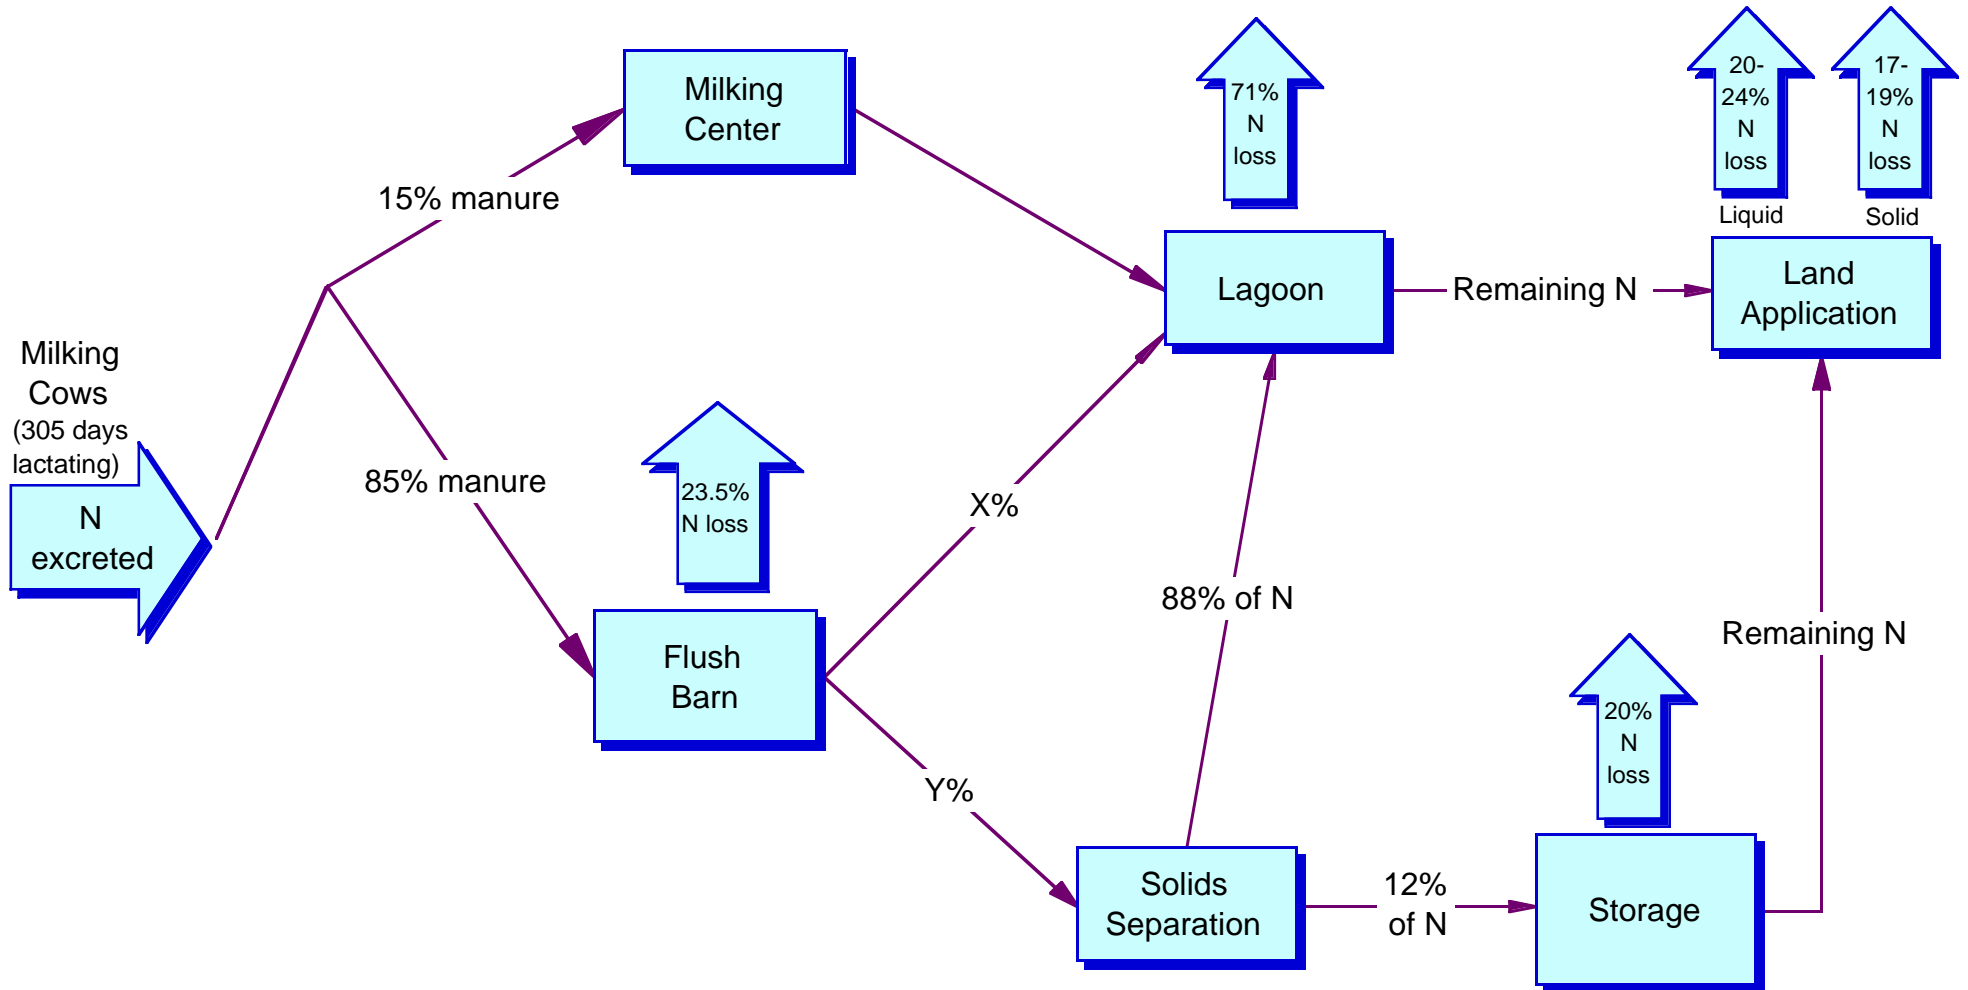 Milking
Cows
(305 days
lactating)
N
excreted
15% manure
85% manure
Milking
Center
23.5%
N loss
Flush
Barn
X%
Y%
71%
N
loss
Lagoon
88% of N
Solids
Separation
12%
of N
20%
N
loss
Storage
Remaining N
Remaining N
20-
24%
N
loss
Liquid
17-
19%
N
loss
Solid
Land
Application